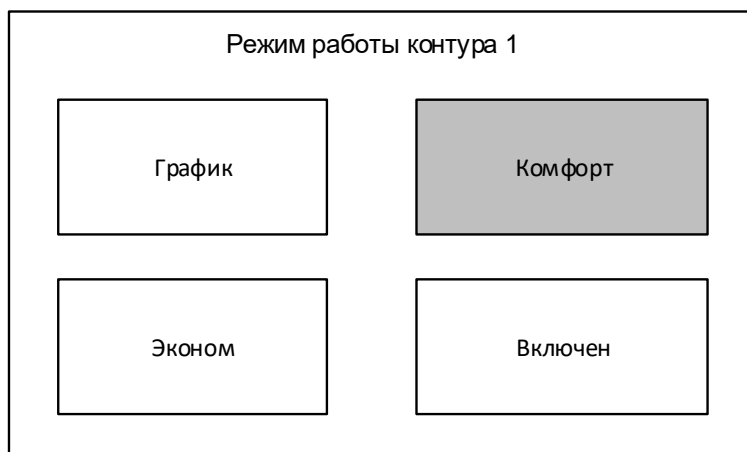 Режим работы контура 1
График
Комфорт
Эконом
Включен